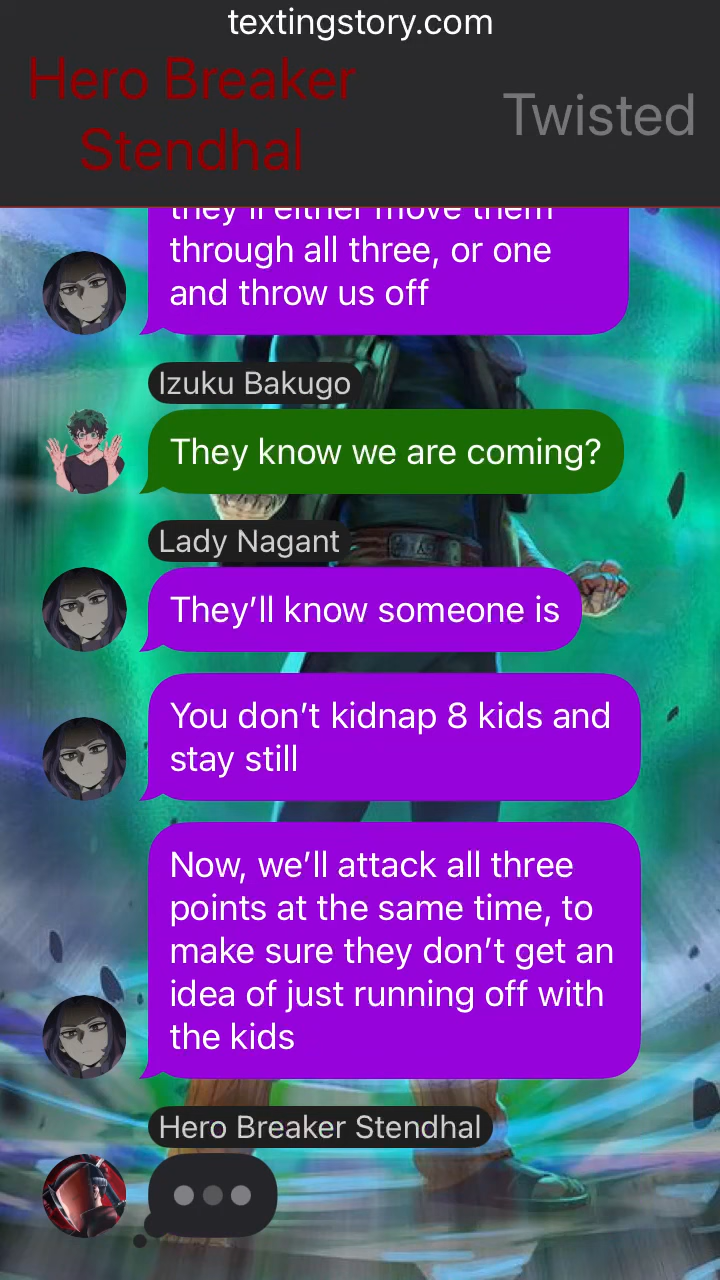 textingstory.com
Hero Breaker
Stendhal
Twisted
they'll either move them
through all three, or one
and throw us off
Izuku Bakugo
They know we are coming?
Lady Nagant
They’ll know someone is
You don’t kidnap 8 kids and
stay still
Now, we’ll attack all three
points at the same time, to
make sure they don’t get an
idea of just running off with
the kids
Hero Breaker Stendhal